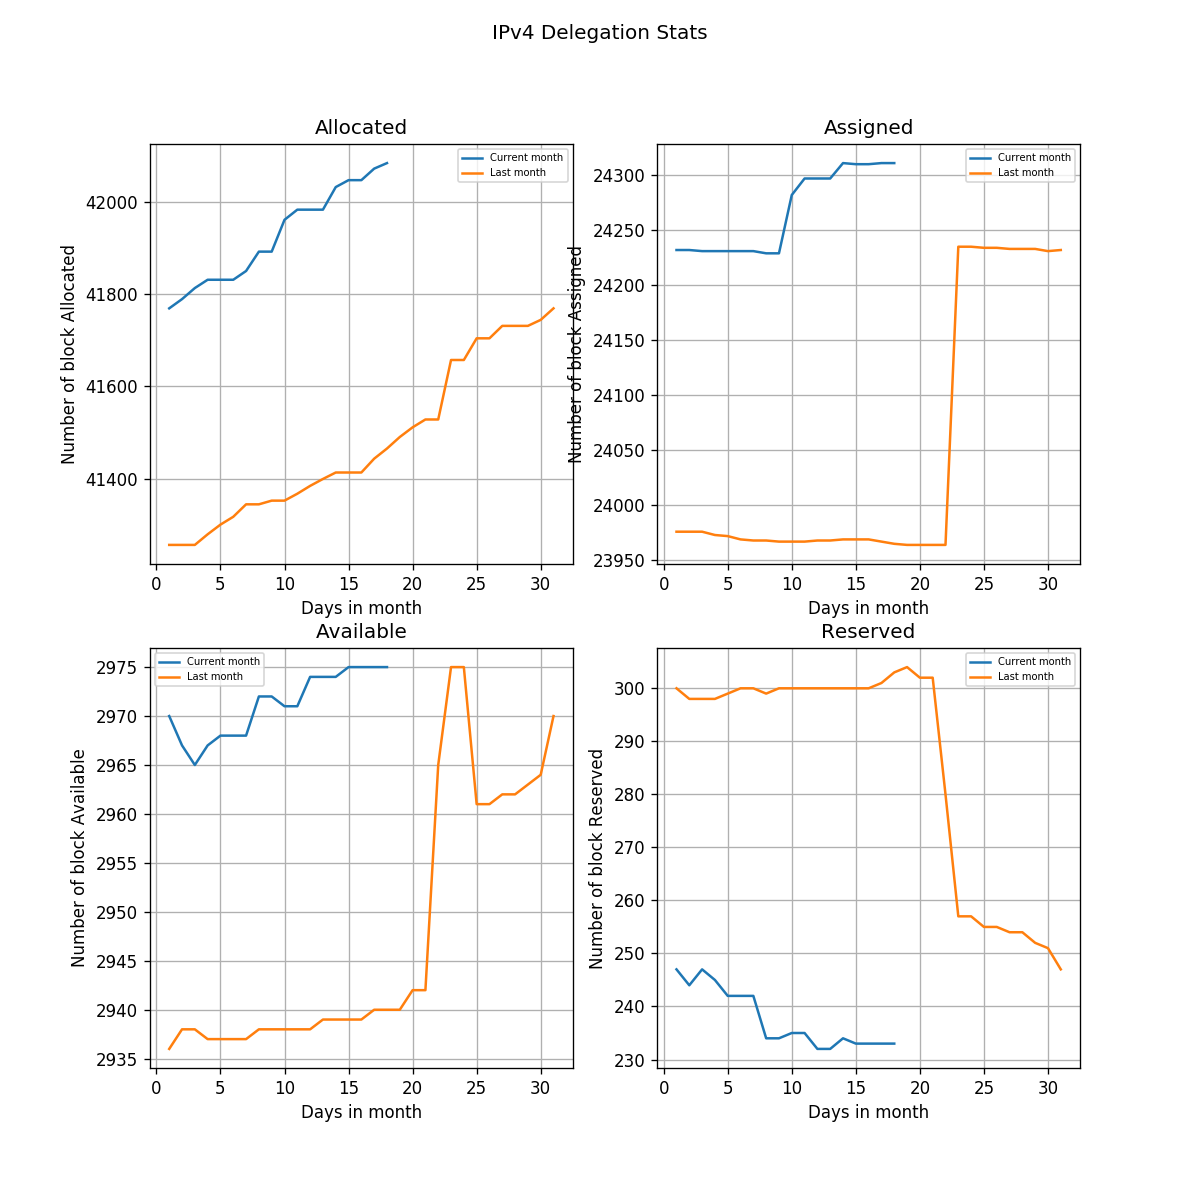 IPv4 Delegation Stats
Allocated
Current month
Last month
Number of block Allocated
42000
41800
41600
41400
0 5 10 15 20 25 30
Days in month
Assigned
Current month
Last month
Number of block Assigned
24300
24250
24200
24150
24100
24050
24000
23950
0 5 10 15 20 25 30
Days in month
Available
Current month
Last month
Number of block Available
2975
2970
2965
2960
2955
2950
2945
2940
2935
0 5 10 15 20 25 30
Days in month
Reserved
Current month
Last month
Number of block Reserved
300
290
280
270
260
250
240
230
0 5 10 15 20 25 30
Days in month